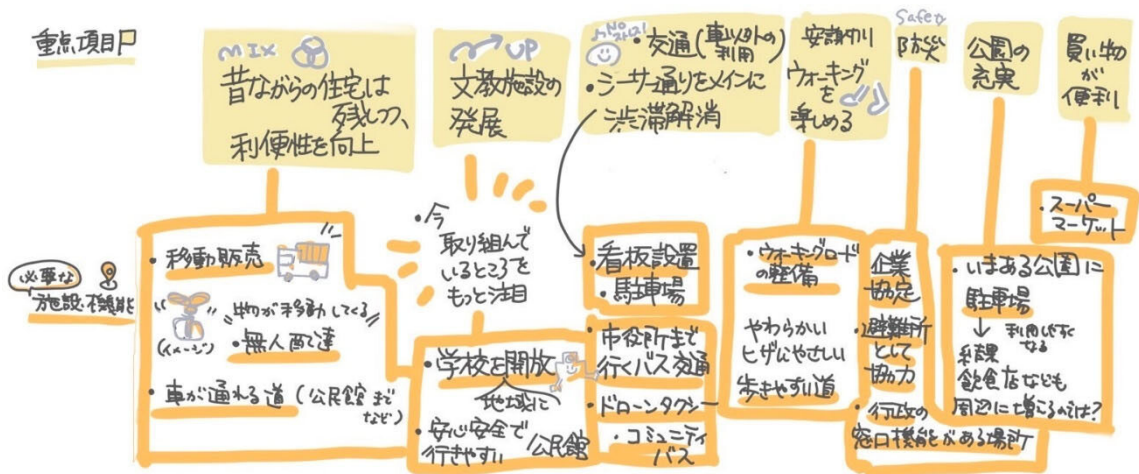 重点項目
MIX
昔ながらの住宅は
残しつつ、
利便性を向上
UP
文教施設の
発展
No
・交通(車以外の
利用)
・シーサー通りをメインに
渋滞解消
安謝川
ウォーキング
を
楽しめる
Safety
防災
公園の
充実
買い物
が
便利
必要な
施設・機能
・移動販売
物が移動してくる
(イメージ)
・無人配達
・車が通れる道(公民館まで
など)
・今
取り組んで
いるところを
もっと注目
・学校を開放
地域に
・安心安全で
行きやすい
公民館
・看板設置
・駐車場
・市役所まで
行くバス交通
・ドローンタクシー
・コミュニティ
バス
・ウォーキングロード
の整備
やわらかい
ヒザにやさしい
歩きやすい道
企業
協定
・避難所
として
協力
・行政の
窓口機能がある場所
・いまある公園に
駐車場
↓
利用しやすく
なる
結果
飲食店なども
周辺に増えるのでは?
・スーパー
マーケット